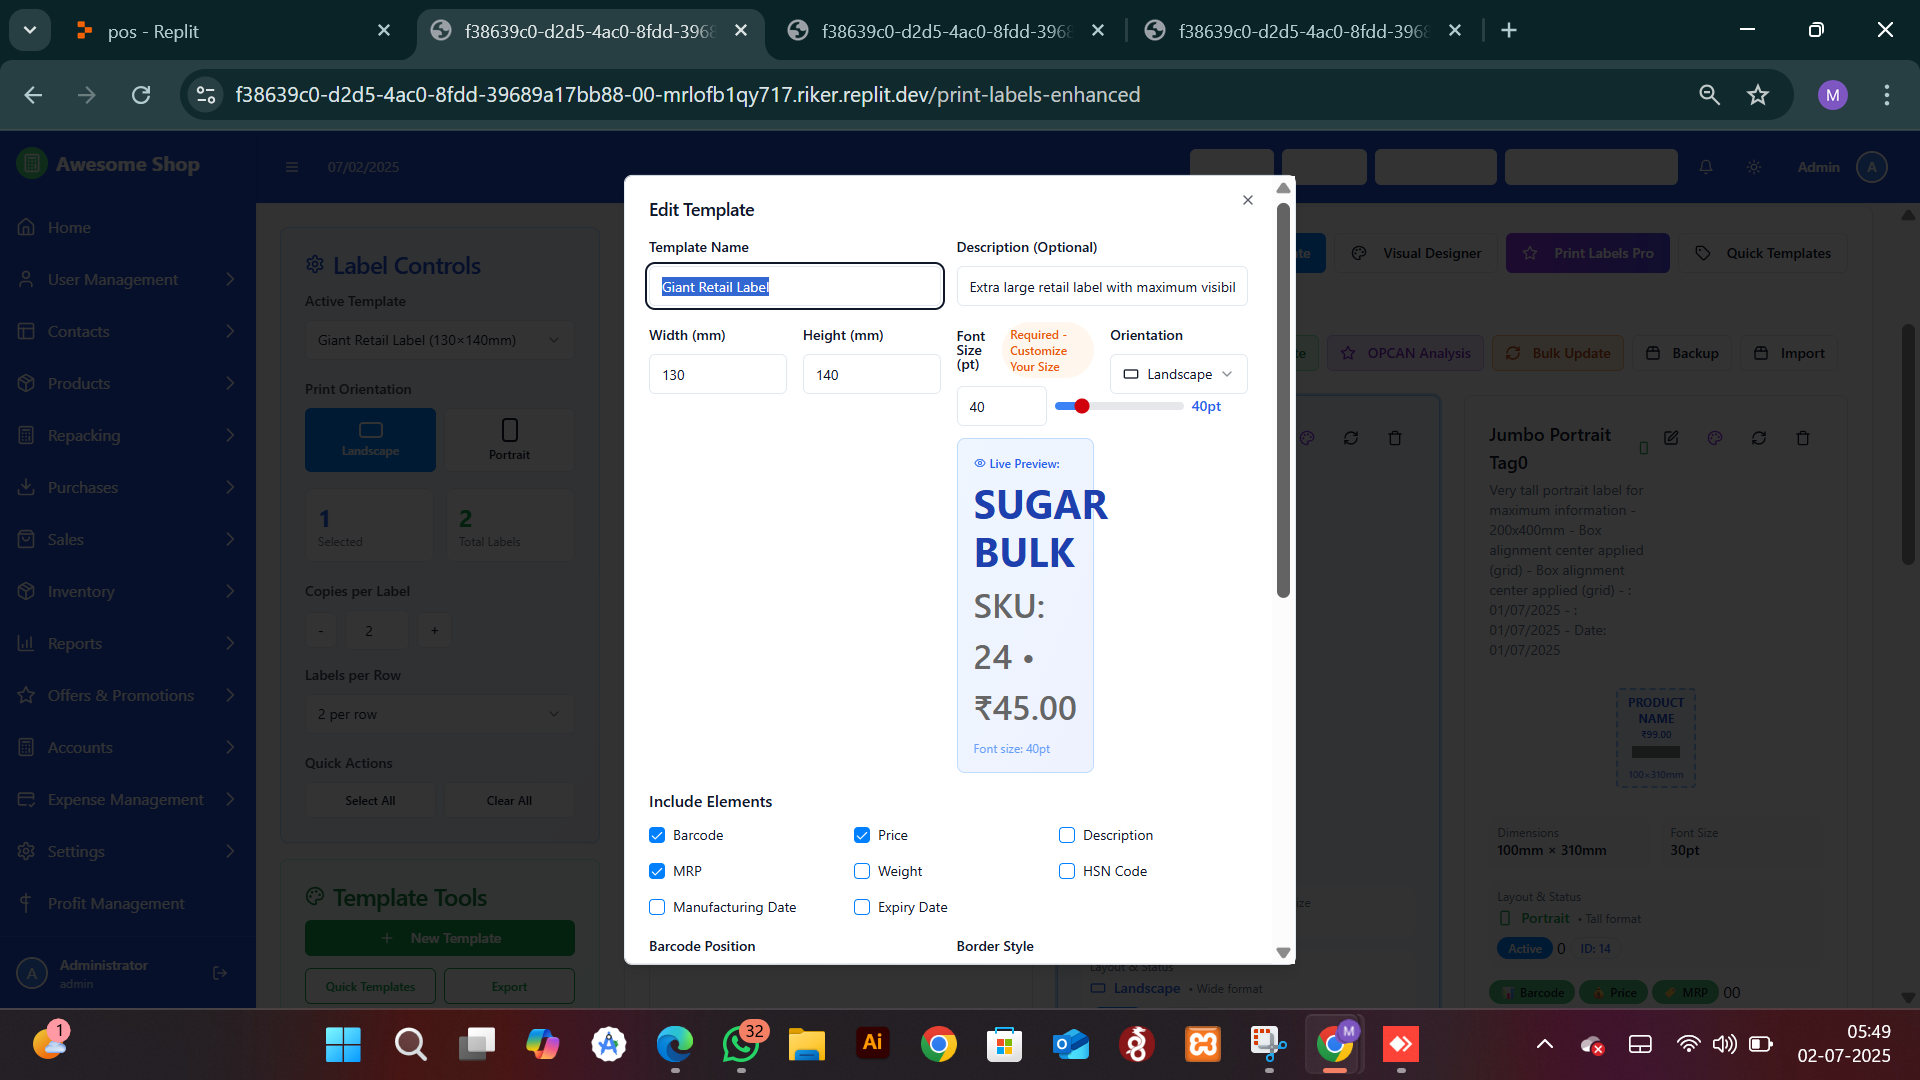 pos - Replit
f38639c0-d2d5-4ac0-8fdd-3968
f38639c0-d2d5-4ac0-8fdd-3968
f38639c0-d2d5-4ac0-8fdd-3968
f38639c0-d2d5-4ac0-8fdd-39689a17bb88-00-mrlofb1qy717.riker.replit.dev/print-labels-enhanced
M
Awesome Shop
07/02/2025
Admin
A
Home
User Management
Contacts
Products
Repacking
Purchases
Sales
Inventory
Reports
Offers & Promotions
Accounts
Expense Management
Settings
Profit Management
A
Administrator
admin
Label Controls
Active Template
Giant Retail Label (130×140mm)
Print Orientation
Landscape
Portrait
1
Selected
2
Total Labels
Copies per Label
-
2
+
Labels per Row
2 per row
Quick Actions
Select All
Clear All
Template Tools
+ New Template
Quick Templates
Export
Edit Template
Template Name
Giant Retail Label
Description (Optional)
Extra large retail label with maximum visibil
Width (mm)
130
Height (mm)
140
Font Size (pt)
Required - Customize Your Size
40
40pt
Orientation
Landscape
Live Preview:
SUGAR
BULK
SKU:
24 •
₹45.00
Font size: 40pt
Include Elements
Barcode
Price
Description
MRP
Weight
HSN Code
Manufacturing Date
Expiry Date
Barcode Position
Border Style
Visual Designer
Print Labels Pro
Quick Templates
OPCAN Analysis
Bulk Update
Backup
Import
Layout & Status
Landscape
• Wide format
Jumbo Portrait
Tag0
Very tall portrait label for
maximum information -
200x400mm - Box
alignment center applied
(grid) - Box alignment
center applied (grid) - :
01/07/2025 - :
01/07/2025 - Date:
01/07/2025
PRODUCT
NAME
₹99.00
100×310mm
Dimensions
100mm × 310mm
Font Size
30pt
Layout & Status
Portrait
• Tall format
Active
0
ID: 14
Barcode
Price
MRP
00
1
32
Ai
M
05:49
02-07-2025